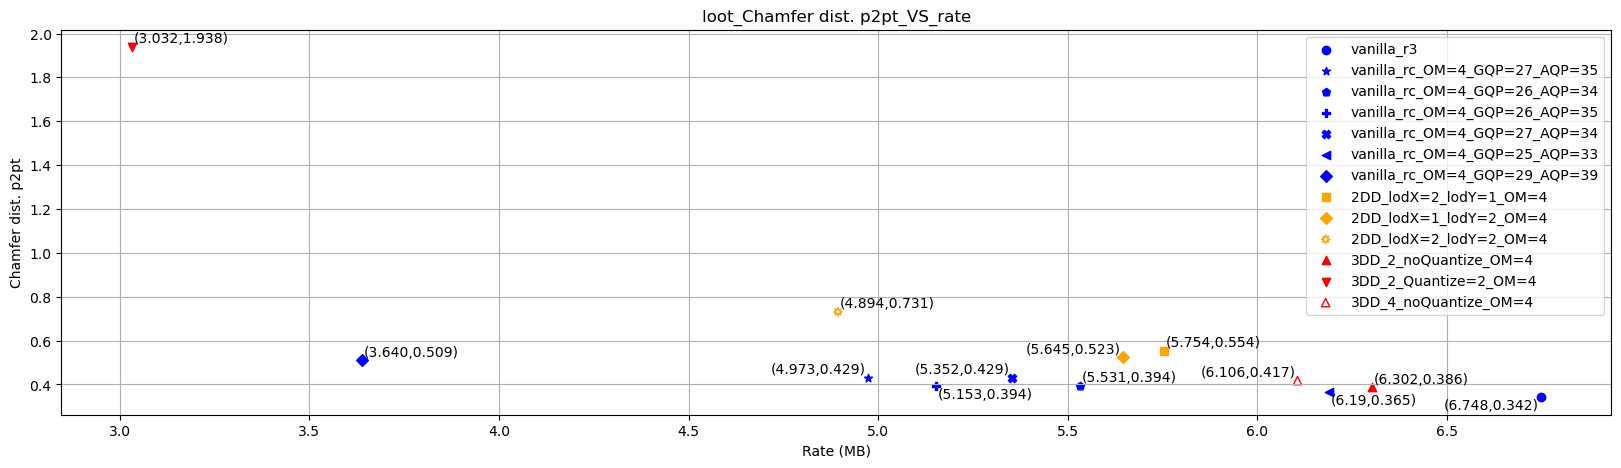 loot_Chamfer dist. p2pt_VS_rate
2.0
1.8
1.6
1.4
1.2
1.0
0.8
0.6
0.4
Chamfer dist. p2pt
(3.032,1.938)
(4.894,0.731)
(3.640,0.509)
(5.645,0.523)
(5.754,0.554)
(4.973,0.429)
(5.352,0.429)
(5.153,0.394)
(5.531,0.394)
(6.106,0.417)
(6.302,0.386)
(6.19,0.365)
(6.748,0.342)
vanilla_r3
vanilla_rc_OM=4_GQP=27_AQP=35
vanilla_rc_OM=4_GQP=26_AQP=34
vanilla_rc_OM=4_GQP=26_AQP=35
vanilla_rc_OM=4_GQP=27_AQP=34
vanilla_rc_OM=4_GQP=25_AQP=33
vanilla_rc_OM=4_GQP=29_AQP=39
2DD_lodX=2_lodY=1_OM=4
2DD_lodX=1_lodY=2_OM=4
2DD_lodX=2_lodY=2_OM=4
3DD_2_noQuantize_OM=4
3DD_2_Quantize=2_OM=4
3DD_4_noQuantize_OM=4
3.0 3.5 4.0 4.5 5.0 5.5 6.0 6.5
Rate (MB)